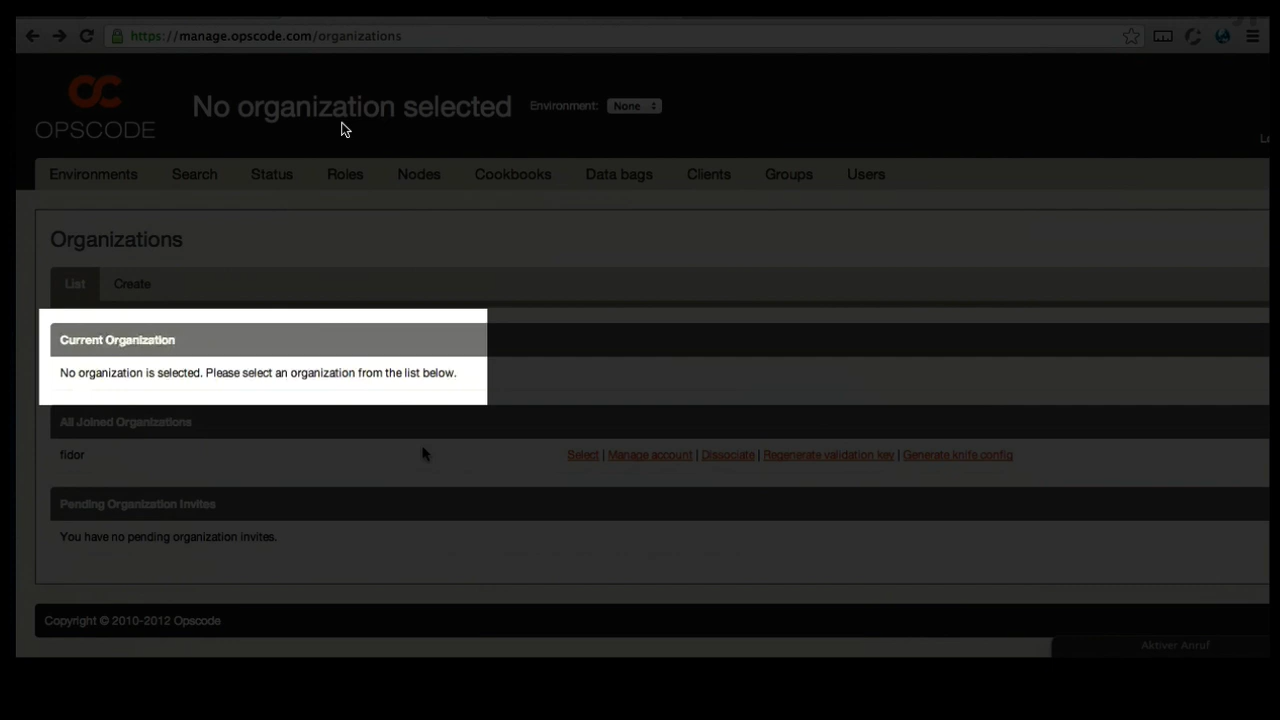 https://manage.opscode.com/organizations
OPSCODE
No organization selected
Environment: None
Environments Search Status Roles Nodes Cookbooks Data bags Clients Groups Users
Organizations
List Create
Current Organization
No organization is selected. Please select an organization from the list below.
All Joined Organizations
fidor Select | Manage account | Dissociate | Regenerate validation key | Generate knife config
Pending Organization Invites
You have no pending organization invites.
Copyright © 2010-2012 Opscode
Aktiver Anruf